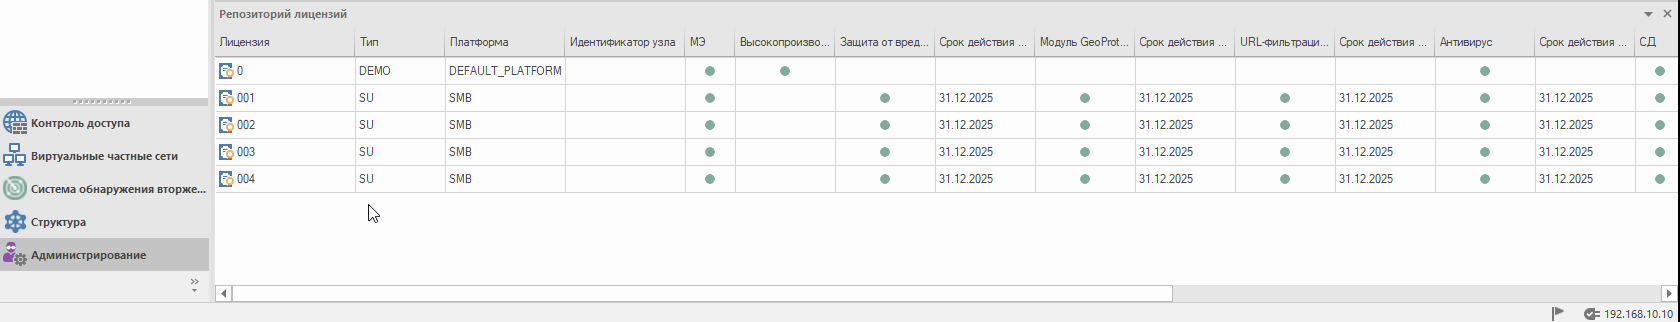 Репозиторий лицензий
Лицензия Тип Платформа Идентификатор узла МЭ Высокопроизво... Защита от вред... Срок действия ... Модуль GeoProt... Срок действия ... URL-фильтраци... Срок действия ... Антивирус Срок действия ... СД
0 DEMO DEFAULT_PLATFORM
001 SU SMB 31.12.2025 31.12.2025 31.12.2025 31.12.2025
002 SU SMB 31.12.2025 31.12.2025 31.12.2025 31.12.2025
003 SU SMB 31.12.2025 31.12.2025 31.12.2025 31.12.2025
004 SU SMB 31.12.2025 31.12.2025 31.12.2025 31.12.2025
Контроль доступа
Виртуальные частные сети
Система обнаружения вторже...
Структура
Администрирование
192.168.10.10